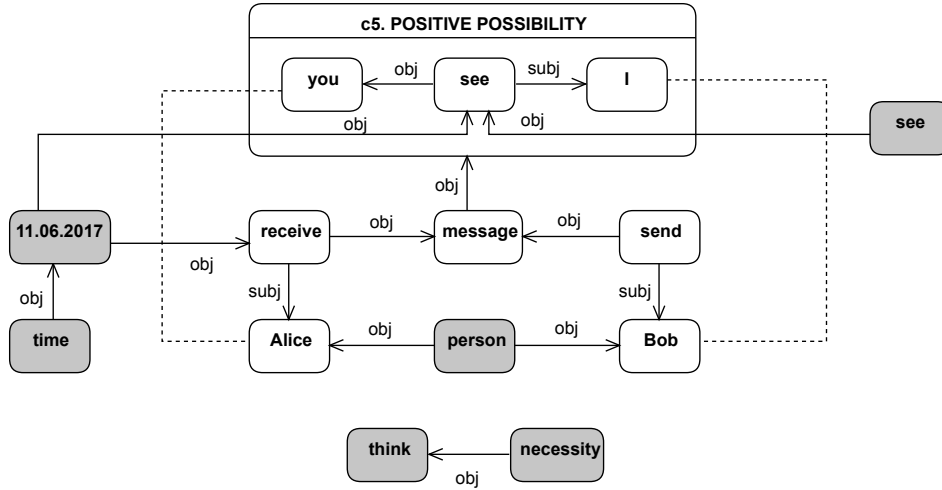 c5. POSITIVE POSSIBILITY
you
obj
see
subj
I
obj
obj
see
obj
11.06.2017
receive
obj
message
obj
send
obj
obj
subj
subj
time
Alice
obj
person
obj
Bob
think
necessity
obj